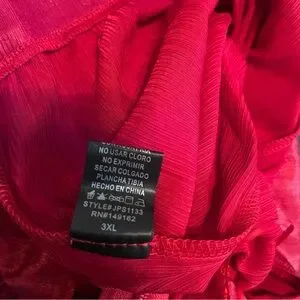 NO USAR CLORO
NO EXPRIMIR
SECAR COLGADO
PLANCHA TIBIA
HECHO EN CHINA
STYLE#JPS1133
RN#149162
3XL